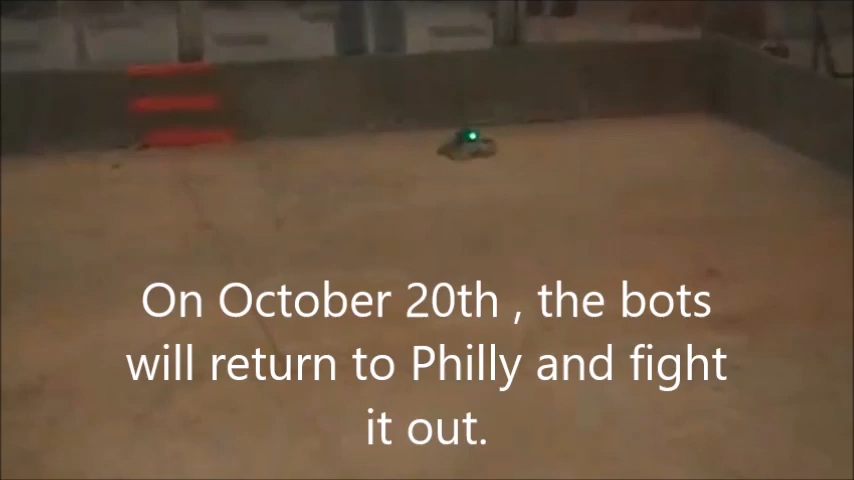 On October 20th , the bots
will return to Philly and fight
it out.